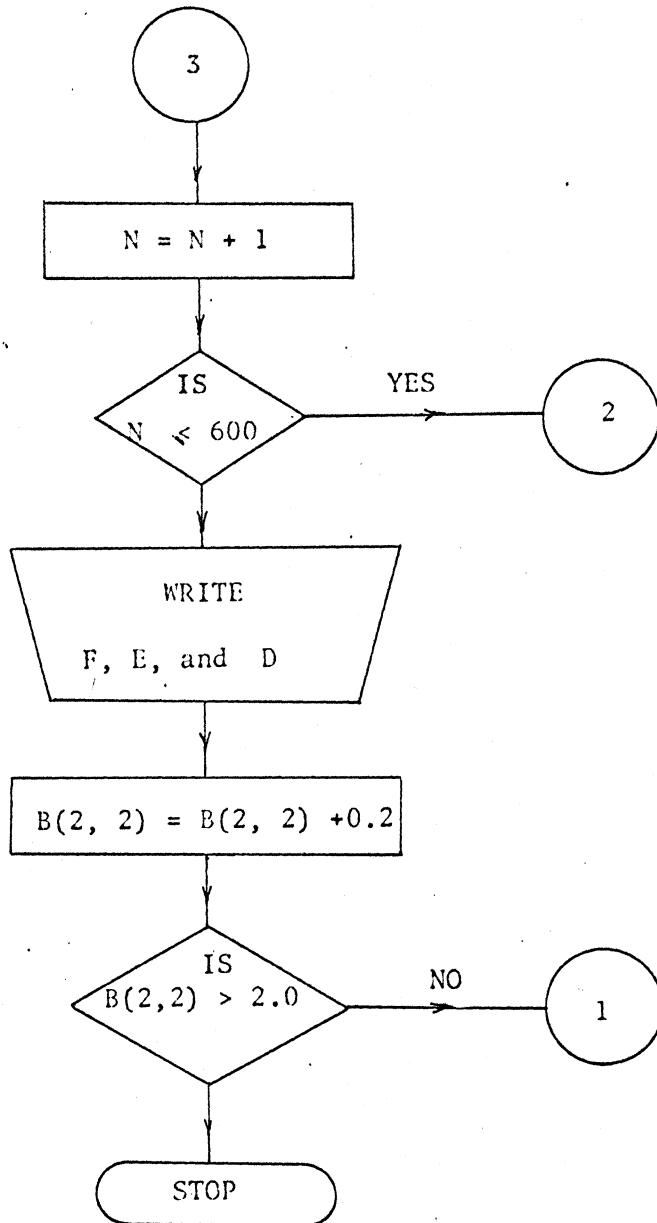 3
N = N + 1
IS
N < 600
YES
2
WRITE
F, E, and D
B(2, 2) = B(2, 2) +0.2
IS
B(2,2) > 2.0
NO
1
STOP